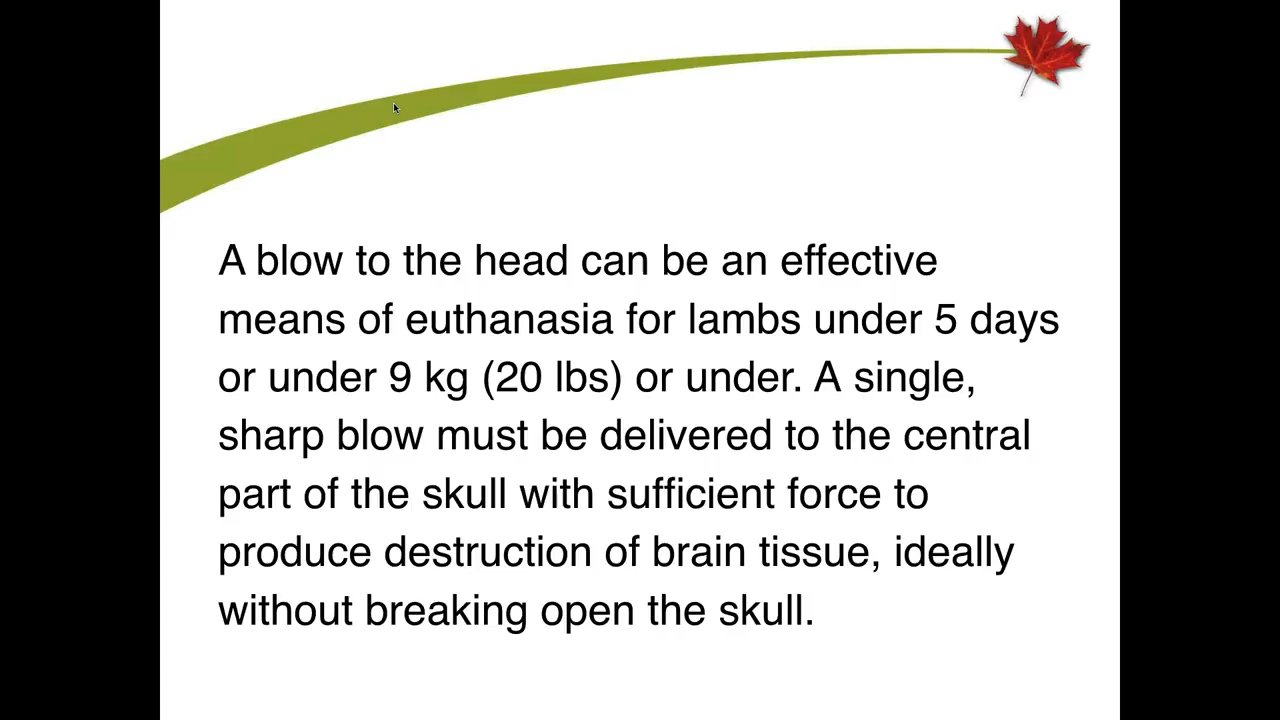 A blow to the head can be an effective
means of euthanasia for lambs under 5 days
or under 9 kg (20 lbs) or under. A single,
sharp blow must be delivered to the central
part of the skull with sufficient force to
produce destruction of brain tissue, ideally
without breaking open the skull.